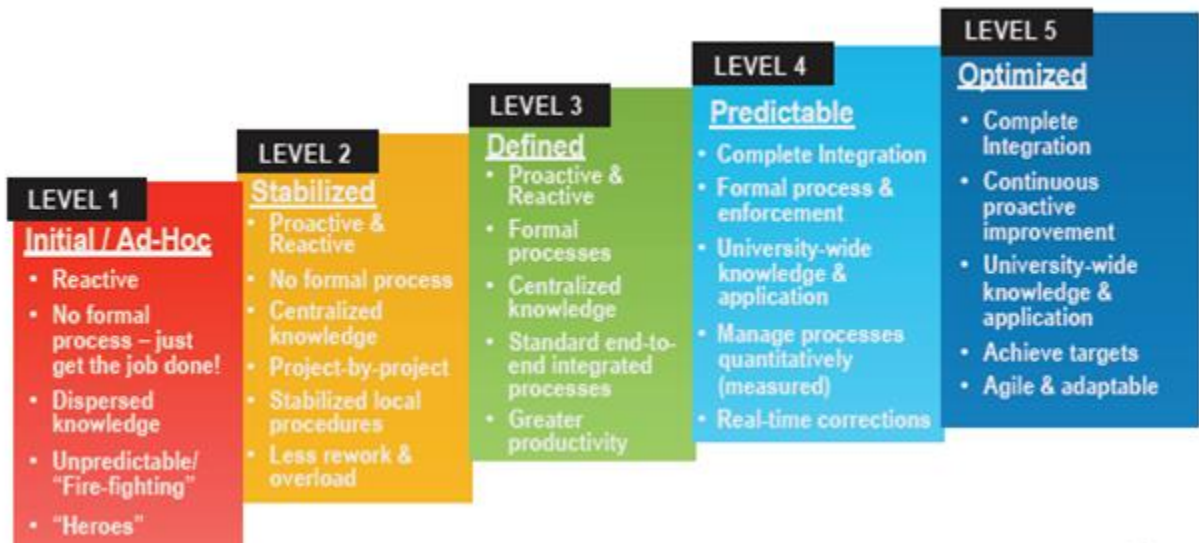 LEVEL 1
Initial / Ad-Hoc
• Reactive
• No formal
process – just
get the job done!
• Dispersed
knowledge
• Unpredictable/
“Fire-fighting”
• “Heroes”
LEVEL 2
Stabilized
• Proactive &
Reactive
• No formal process
• Centralized
knowledge
• Project-by-project
• Stabilized local
procedures
• Less rework &
overload
LEVEL 3
Defined
• Proactive &
Reactive
• Formal
processes
• Centralized
knowledge
• Standard end-to-
end integrated
processes
• Greater
productivity
LEVEL 4
Predictable
• Complete Integration
• Formal process &
enforcement
• University-wide
knowledge &
application
• Manage processes
quantitatively
(measured)
• Real-time corrections
LEVEL 5
Optimized
• Complete
Integration
• Continuous
proactive
improvement
• University-wide
knowledge &
application
• Achieve targets
• Agile & adaptable